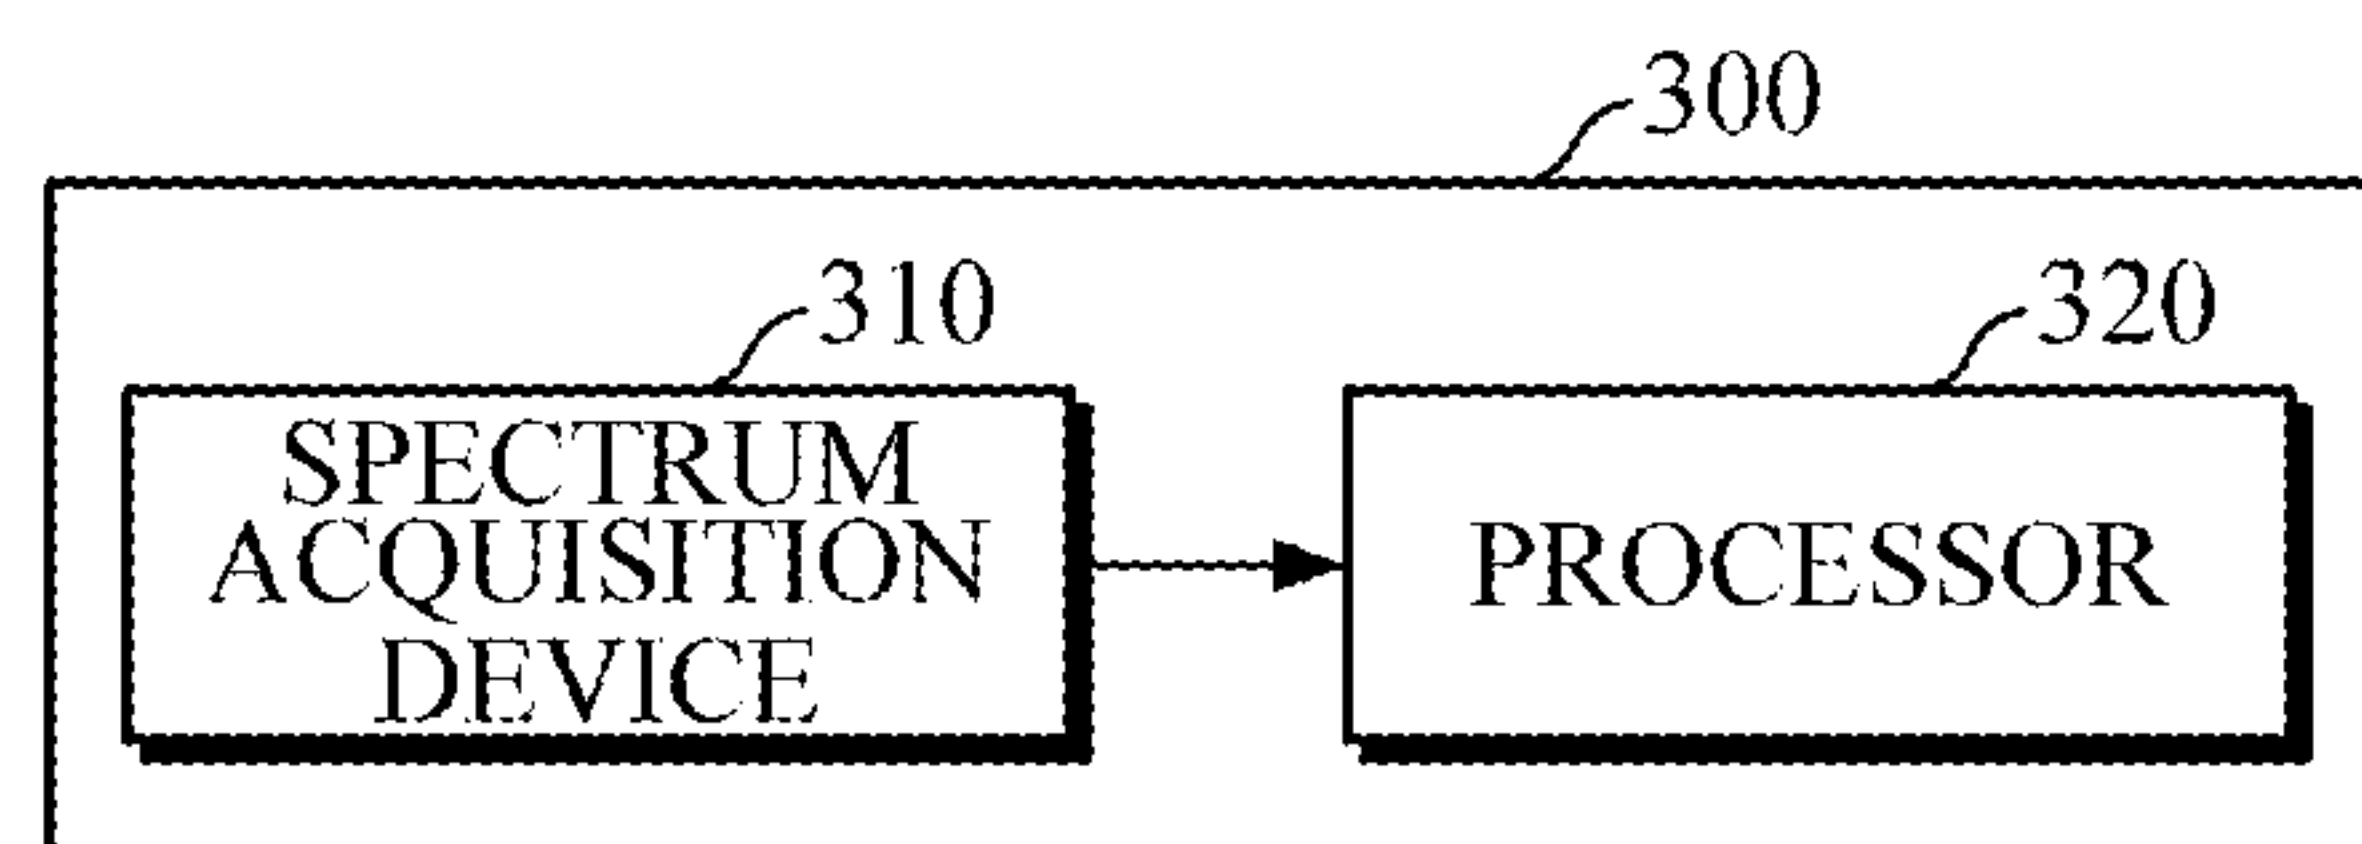 300
310
320
SPECTRUM
ACQUISITION
DEVICE
PROCESSOR